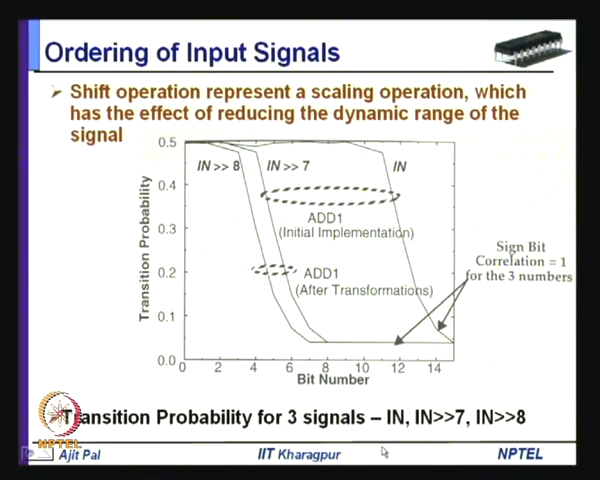 Ordering of Input Signals
➢ Shift operation represent a scaling operation, which
has the effect of reducing the dynamic range of the
signal
0.5
0.4
0.3
0.2
0.1
0.0
Transition Probability
IN >> 8
IN >> 7
IN
ADD1
(Initial Implementation)
ADD1
(After Transformations)
Sign Bit
Correlation = 1
for the 3 numbers
0 2 4 6 8 10 12 14
Bit Number
Transition Probability for 3 signals – IN, IN>>7, IN>>8
NPTEL
Ajit Pal
IIT Kharagpur
NPTEL